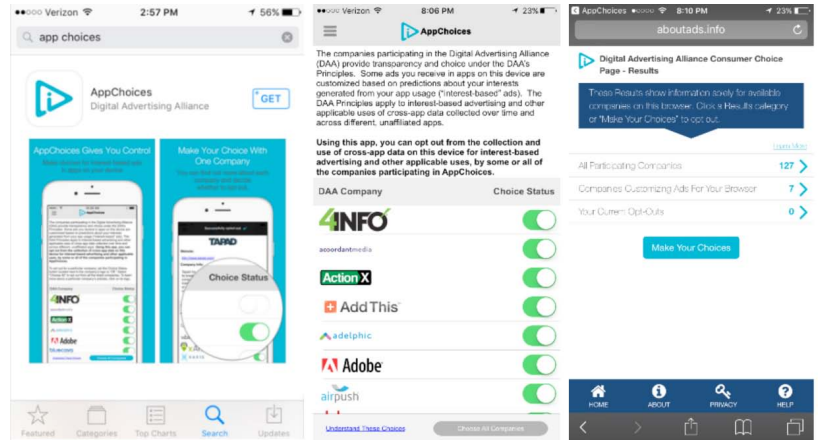 Verizon 2:57 PM 56%
app choices
AppChoices
Digital Advertising Alliance
GET
AppChoices Gives You Control
Make Your Choice With
One Company
AppChoices
TAPAD
DAA Company
4INFO
Action X
Adobe
Choice Status
Featured Categories Top Charts Search Updates
Verizon 8:06 PM 23%
AppChoices
The companies participating in the Digital Advertising Alliance
(DAA) provide transparency and choice under the DAA's
Principles. Some ads you receive in apps on this device are
customized based on predictions about your interests
generated from your app usage ("interest-based" ads). The
DAA Principles apply to interest-based advertising and other
applicable uses of cross-app data collected over time and
across different, unaffiliated apps.
Using this app, you can opt out from the collection and
use of cross-app data on this device for interest-based
advertising and other applicable uses, by some or all of
the companies participating in AppChoices.
DAA Company Choice Status
4INFO
accordantmedia
Action X
AddThis
adelphic
Adobe
airpush
Understand These Choices Choose All Companies
AppChoices 8:10 PM 23%
aboutads.info
Digital Advertising Alliance Consumer Choice
Page - Results
These Results show information solely for available
companies on this browser. Click a Results category
or "Make Your Choices" to opt out.
Learn More
All Participating Companies 127
Companies Customizing Ads For Your Browser 7
Your Current Opt-Outs 0
Make Your Choices
HOME ABOUT PRIVACY HELP